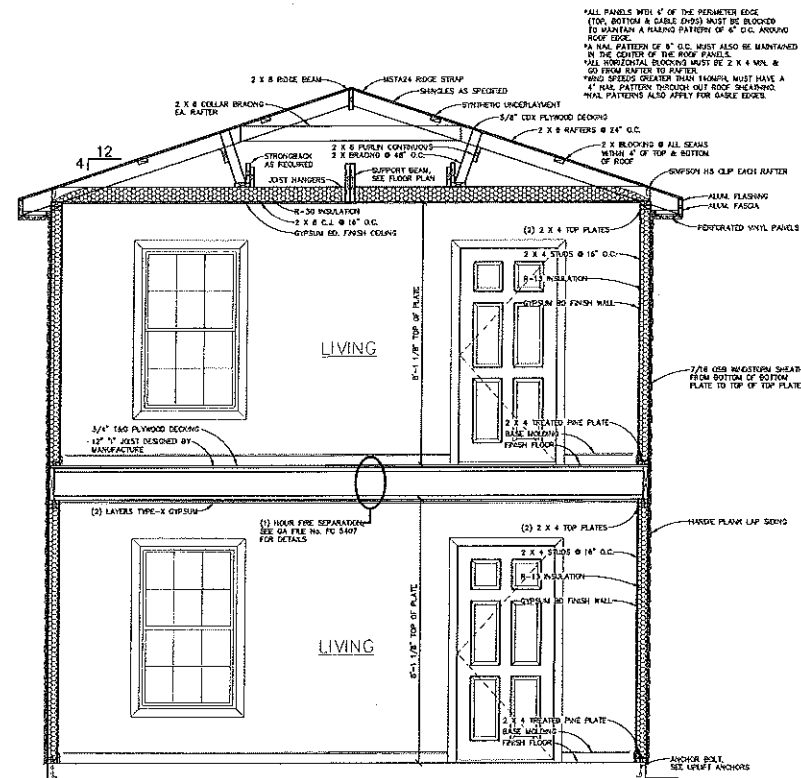 *ALL PANELS WITH 4' OF THE PERIMETER EDGE
(TOP, BOTTOM & GABLE ENDS) MUST BE BLOCKED
TO MAINTAIN A NAILING PATTERN OF 6" O.C. AROUND
ROOF EDGE.
*A NAIL PATTERN OF 6" O.C. MUST ALSO BE MAINTAINED
IN THE CENTER OF THE ROOF PANELS.
*ALL HORIZONTAL BLOCKING MUST BE 2 X 4 MIN. &
GO FROM RAFTER TO RAFTER.
*WIND SPEEDS GREATER THAN 140MPH, MUST HAVE A
4" NAIL PATTERN THROUGH OUT ROOF SHEATHING.
*NAIL PATTERNS ALSO APPLY FOR GABLE EDGES.
2 X 8 RIDGE BEAM
MSTA24 RIDGE STRAP
SHINGLES AS SPECIFIED
2 X 6 COLLAR BRACING
EA. RAFTER
SYNTHETIC UNDERLAYMENT
5/8" CDX PLYWOOD DECKING
2 X 6 RAFTERS @ 24" O.C.
12
4
STRONGBACK
AS REQUIRED
2 X 6 PURLIN CONTINUOUS
2 X BRACING @ 48" O.C.
2 X BLOCKING @ ALL SEAMS
WITHIN 4' OF TOP & BOTTOM
OF ROOF
JOIST HANGERS
SUPPORT BEAM,
SEE FLOOR PLAN
SIMPSON H5 CLIP EACH RAFTER
ALUM. FLASHING
ALUM. FASCIA
PERFORATED VINYL PANELS
R-30 INSULATION
2 X 6 C.J. @ 16" O.C.
GYPSUM BD. FINISH CEILING
(2) 2 X 4 TOP PLATES
2 X 4 STUDS @ 16" O.C.
R-13 INSULATION
GYPSUM BD FINISH WALL
8'-1 1/8" TOP OF PLATE
LIVING
7/16 OSB WINDSTORM SHEATH
FROM BOTTOM OF BOTTOM
PLATE TO TOP OF TOP PLATE
3/4" T&G PLYWOOD DECKING
12" "I" JOIST DESIGNED BY
MANUFACTURE
2 X 4 TREATED PINE PLATE
BASE MOLDING
FINISH FLOOR
(2) LAYERS TYPE-X GYPSUM
(1) HOUR FIRE SEPARATION,
SEE GA FILE No. FC 5407
FOR DETAILS
(2) 2 X 4 TOP PLATES
HARDIE PLANK LAP SIDING
2 X 4 STUDS @ 16" O.C.
R-13 INSULATION
GYPSUM BD FINISH WALL
8'-1 1/8" TOP OF PLATE
LIVING
2 X 4 TREATED PINE PLATE
BASE MOLDING
FINISH FLOOR
ANCHOR BOLT,
SEE UPLIFT ANCHORS